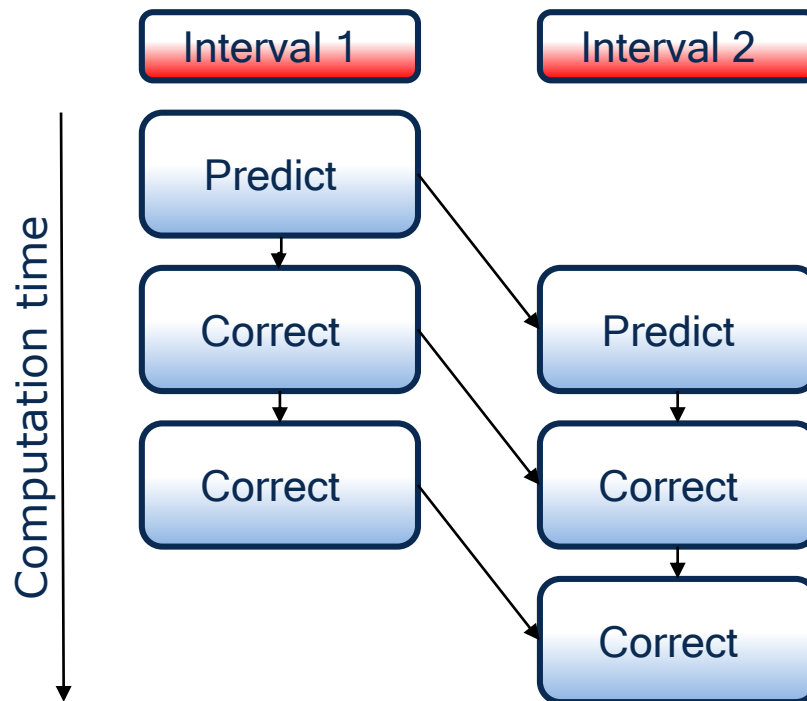 Interval 1
Interval 2
Computation time
Predict
Correct
Predict
Correct
Correct
Correct